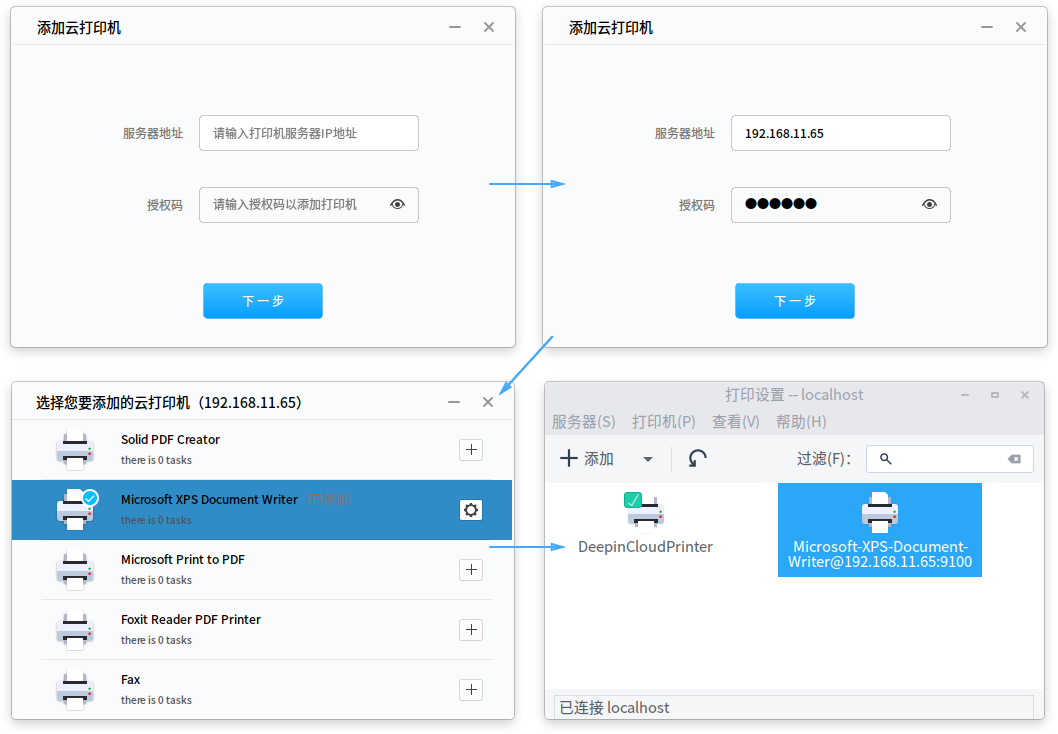 添加云打印机
服务器地址
请输入打印机服务器IP地址
授权码
请输入授权码以添加打印机
下一步
添加云打印机
服务器地址
192.168.11.65
授权码
●●●●●●
下一步
选择您要添加的云打印机（192.168.11.65）
Solid PDF Creator
there is 0 tasks
Microsoft XPS Document Writer （已添加）
there is 0 tasks
Microsoft Print to PDF
there is 0 tasks
Foxit Reader PDF Printer
there is 0 tasks
Fax
there is 0 tasks
打印设置 -- localhost
服务器(S) 打印机(P) 查看(V) 帮助(H)
添加
过滤(F)：
DeepinCloudPrinter
Microsoft-XPS-Document-
Writer@192.168.11.65:9100
已连接 localhost